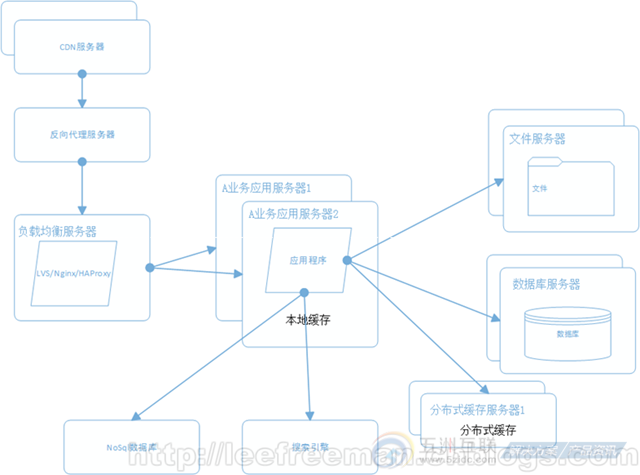 CDN服务器
反向代理服务器
负载均衡服务器
LVS/Nginx/HAProxy
A业务应用服务器1
A业务应用服务器2
应用程序
本地缓存
文件服务器
文件
数据库服务器
数据库
分布式缓存服务器1
分布式缓存
NoSql数据库
搜索引擎
五洲互联